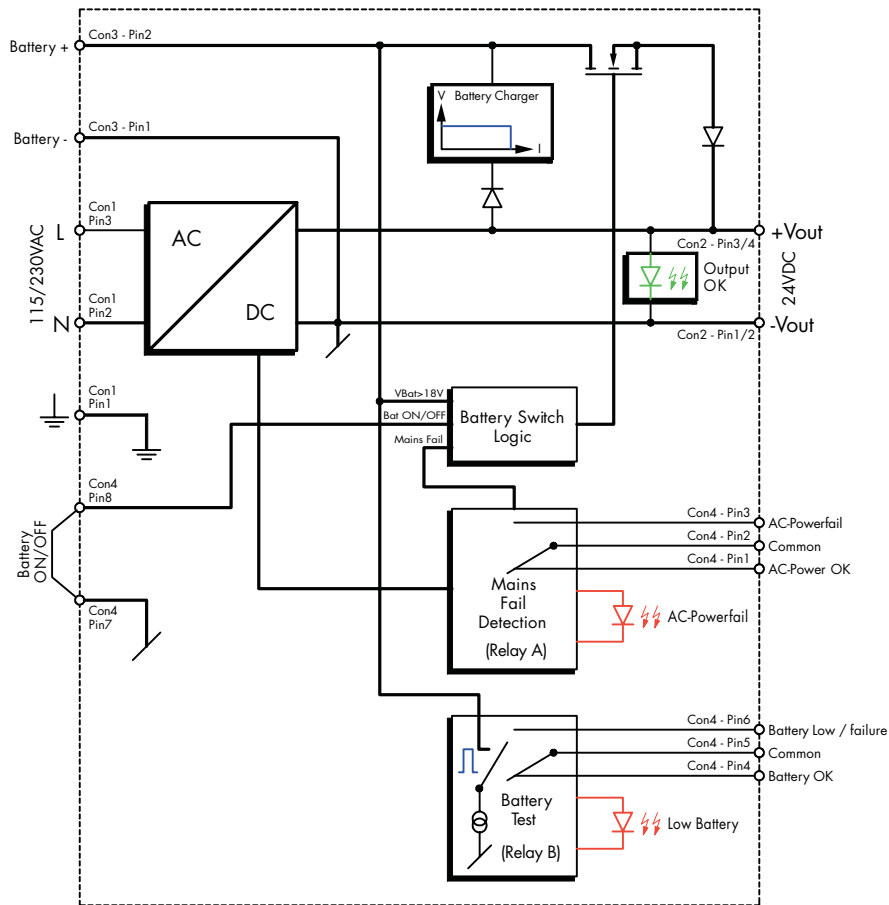 Con3 - Pin2
Battery +
V Battery Charger
I
Con3 - Pin1
Battery -
Con1
Pin3
L
AC
DC
115/230VAC
Con1
Pin2
N
+Vout
Con2 - Pin3/4
Output
OK
24VDC
-Vout
Con2 - Pin1/2
Con1
Pin1
VBat>18V
Bat ON/OFF
Mains Fail
Battery Switch
Logic
Con4
Pin8
Battery
ON/OFF
Con4
Pin7
Con4 - Pin3
AC-Powerfail
Con4 - Pin2
Common
Con4 - Pin1
AC-Power OK
Mains
Fail
Detection
(Relay A)
AC-Powerfail
Con4 - Pin6
Battery Low / failure
Con4 - Pin5
Common
Con4 - Pin4
Battery OK
Battery
Test
(Relay B)
Low Battery